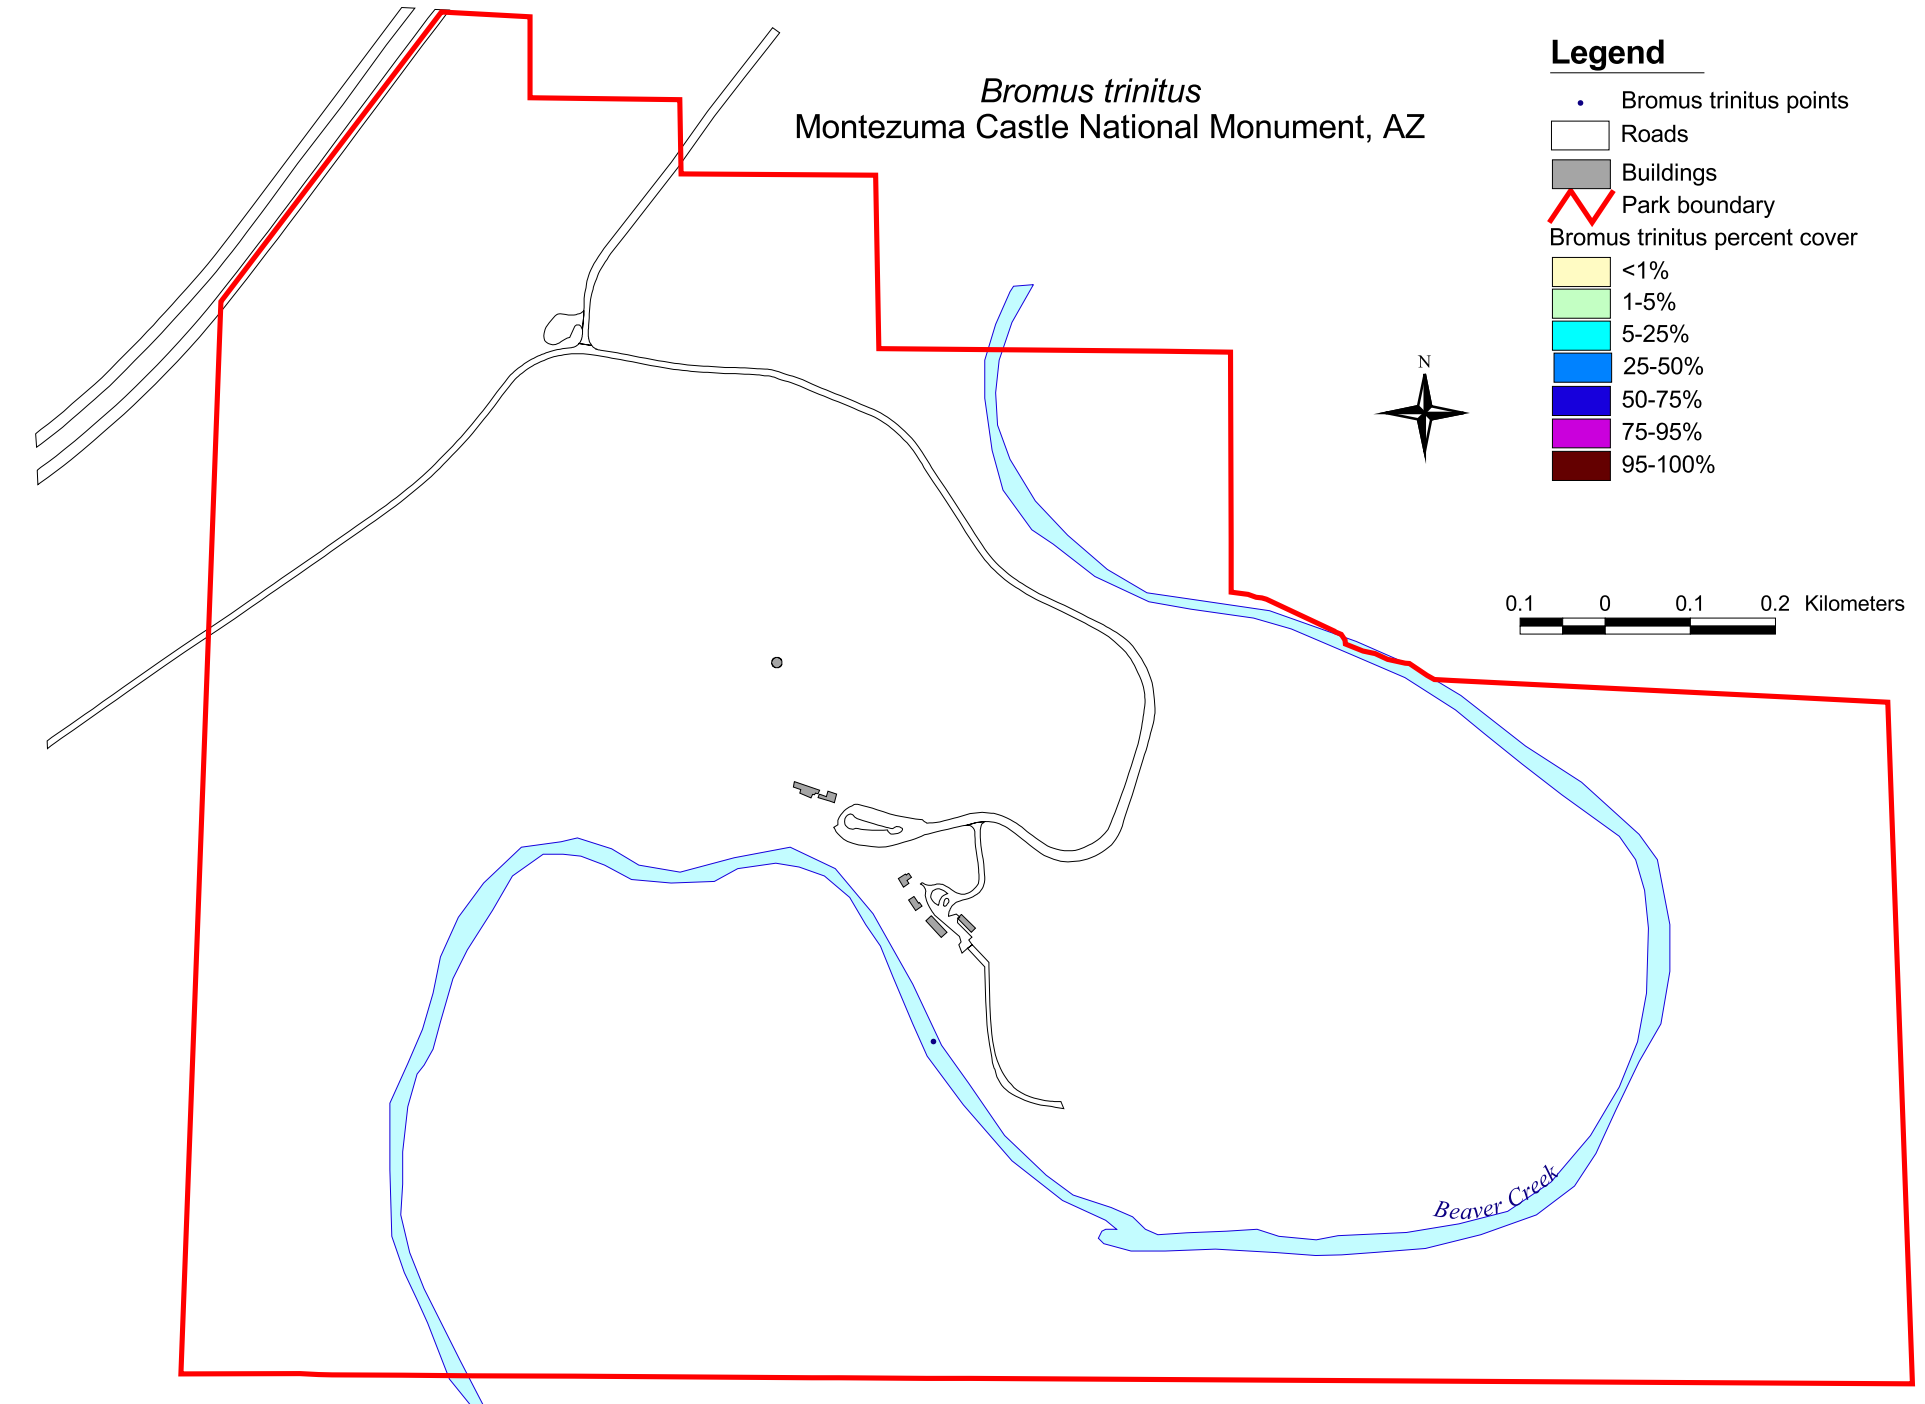 Bromus trinitus
Montezuma Castle National Monument, AZ
Legend
Bromus trinitus points
Roads
Buildings
Park boundary
Bromus trinitus percent cover
<1%
1-5%
5-25%
25-50%
50-75%
75-95%
95-100%
N
0.1 0 0.1 0.2 Kilometers
Beaver Creek